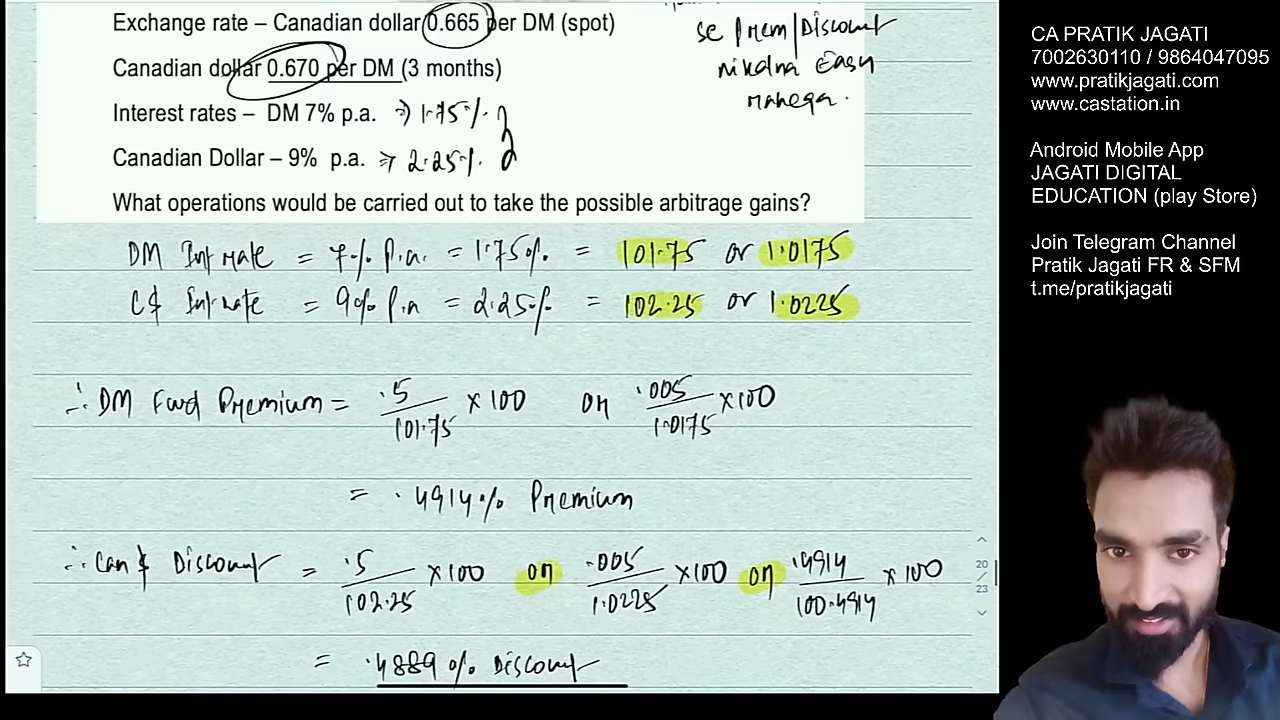 Exchange rate – Canadian dollar 0.665 per DM (spot)
Canadian dollar 0.670 per DM (3 months)
Interest rates – DM 7% p.a. ⇒ 1.75%.
Canadian Dollar – 9% p.a. ⇒ 2.25%.
What operations would be carried out to take the possible arbitrage gains?
se Prem/Discount
nikalna easy
rahega.
DM Int rate = 7% P.a. = 1.75% = 101.75 or 1.0175
C$ Int rate = 9% P.a = 2.25% = 102.25 or 1.0225
∴ DM Fwd Premium = .5/101.75 × 100 or .005/1.0175 × 100
= .4914% Premium
∴ Can $ Discount = .5/102.25 × 100 or .005/1.0225 × 100 or .4914/100.4914 × 100
= .4889 % Discount
20
23
CA PRATIK JAGATI
7002630110 / 9864047095
www.pratikjagati.com
www.castation.in
Android Mobile App
JAGATI DIGITAL
EDUCATION (play Store)
Join Telegram Channel
Pratik Jagati FR & SFM
t.me/pratikjagati